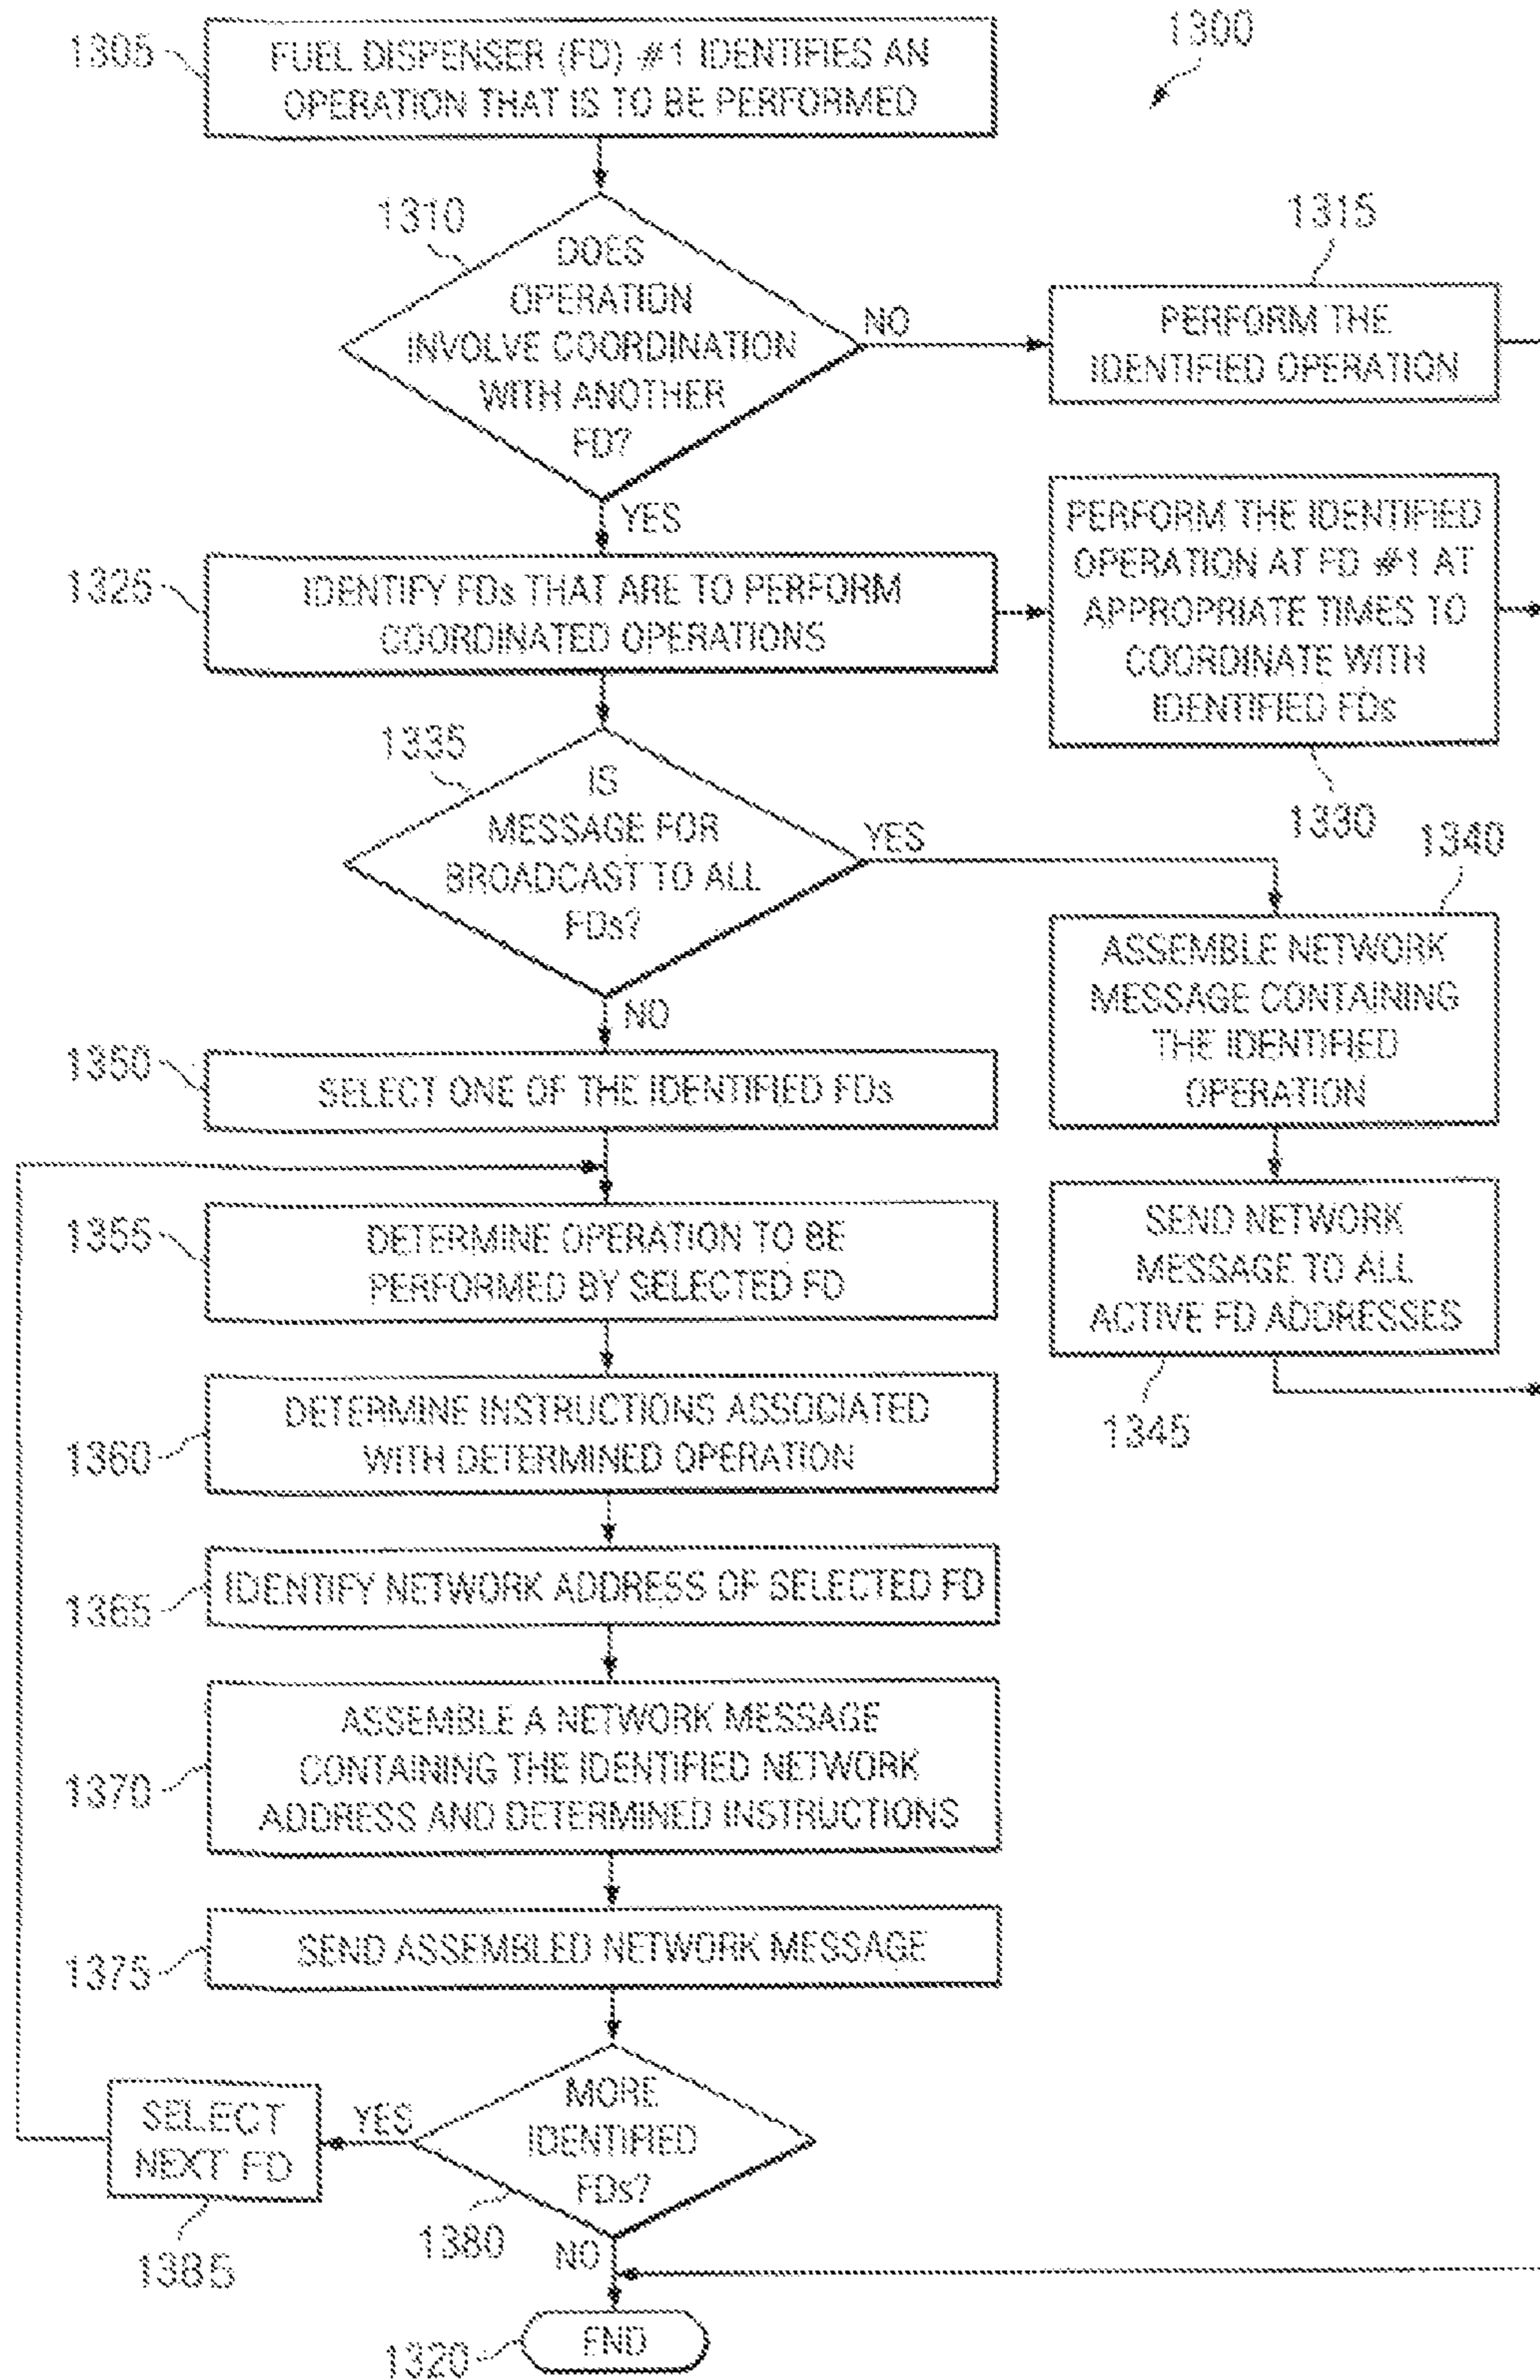 1300
1305
FUEL DISPENSER (FD) #1 IDENTIFIES AN
OPERATION THAT IS TO BE PERFORMED
1310
DOES
OPERATION
INVOLVE COORDINATION
WITH ANOTHER
FD?
NO
YES
1315
PERFORM THE
IDENTIFIED OPERATION
1325
IDENTIFY FDs THAT ARE TO PERFORM
COORDINATED OPERATIONS
PERFORM THE IDENTIFIED
OPERATION AT FD #1 AT
APPROPRIATE TIMES TO
COORDINATE WITH
IDENTIFIED FDs
1330
1335
IS
MESSAGE FOR
BROADCAST TO ALL
FDs?
YES
NO
1340
ASSEMBLE NETWORK
MESSAGE CONTAINING
THE IDENTIFIED
OPERATION
SEND NETWORK
MESSAGE TO ALL
ACTIVE FD ADDRESSES
1345
1350
SELECT ONE OF THE IDENTIFIED FDs
1355
DETERMINE OPERATION TO BE
PERFORMED BY SELECTED FD
1360
DETERMINE INSTRUCTIONS ASSOCIATED
WITH DETERMINED OPERATION
1365
IDENTIFY NETWORK ADDRESS OF SELECTED FD
1370
ASSEMBLE A NETWORK MESSAGE
CONTAINING THE IDENTIFIED NETWORK
ADDRESS AND DETERMINED INSTRUCTIONS
1375
SEND ASSEMBLED NETWORK MESSAGE
MORE
IDENTIFIED
FDs?
1380
YES
SELECT
NEXT FD
1385
NO
END
1320